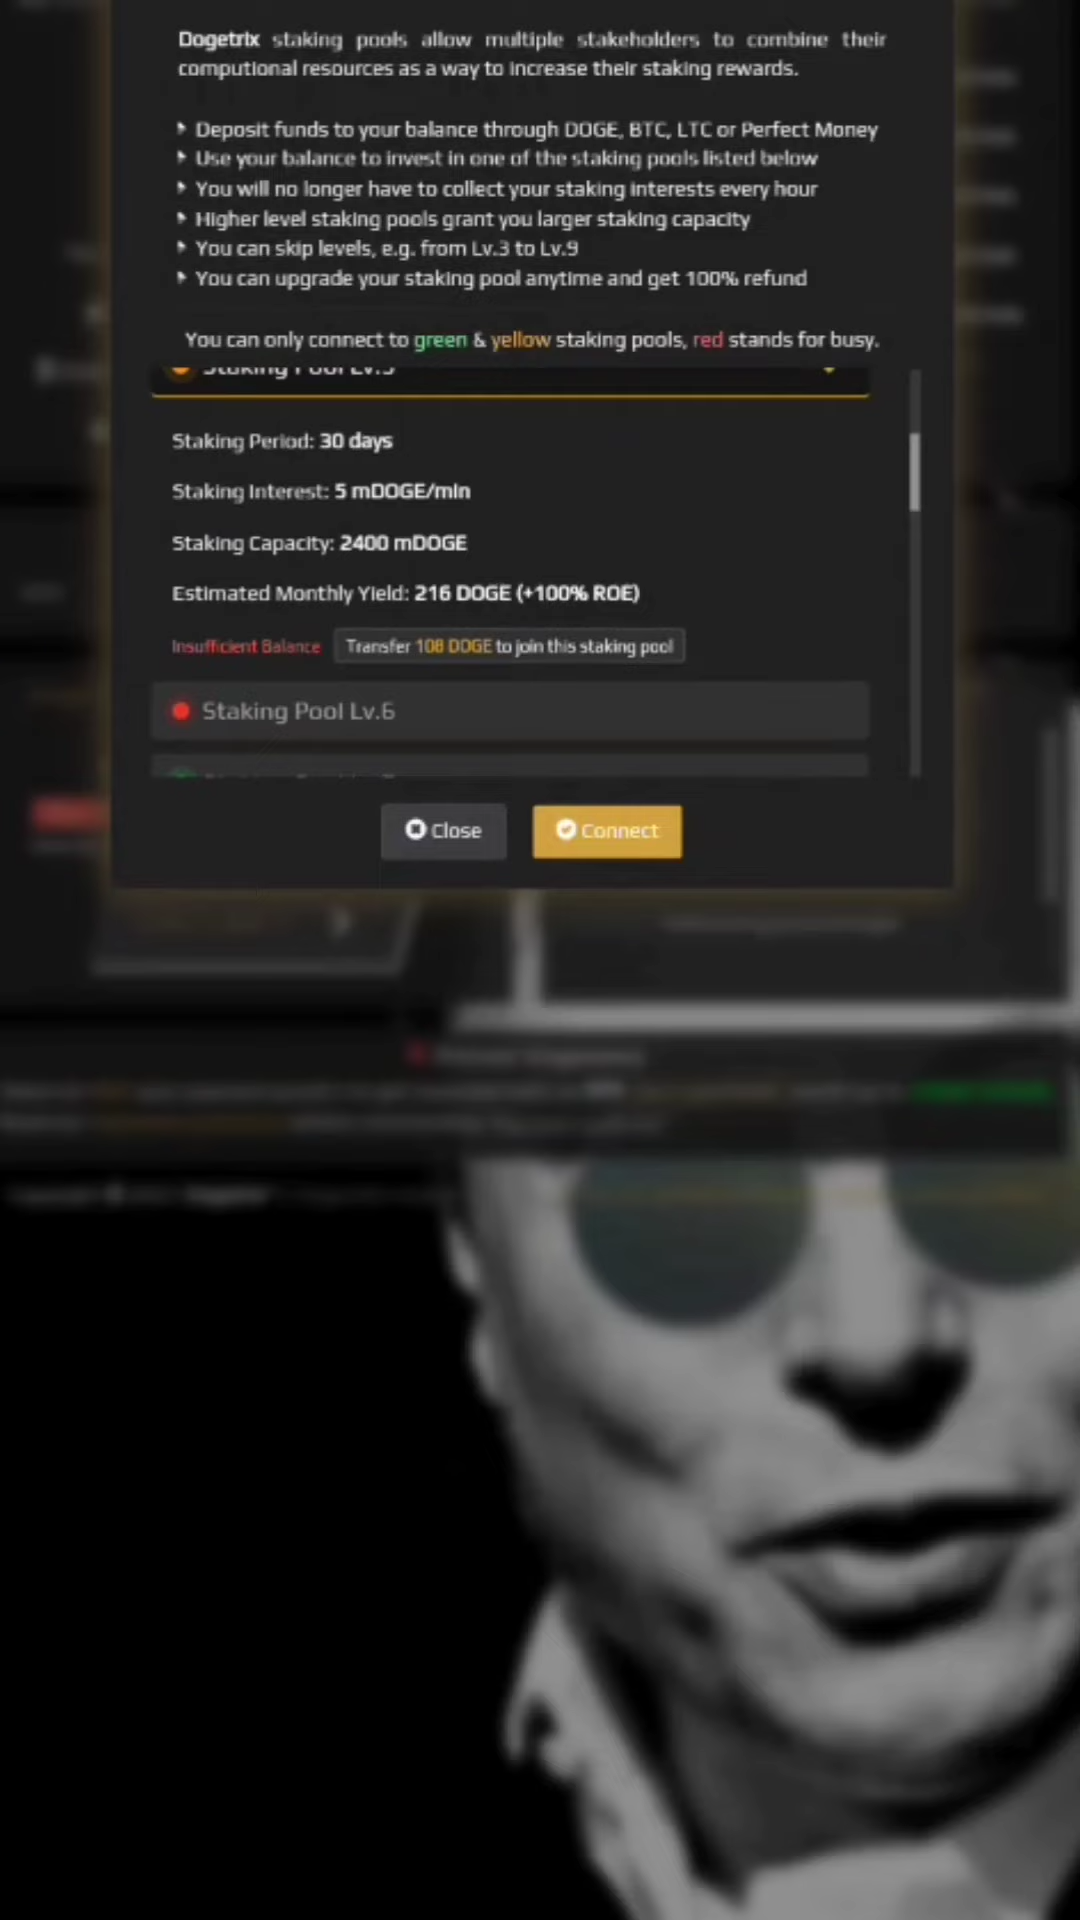 Dogetrix staking pools allow multiple stakeholders to combine their
computional resources as a way to increase their staking rewards.
Deposit funds to your balance through DOGE, BTC, LTC or Perfect Money
Use your balance to invest in one of the staking pools listed below
You will no longer have to collect your staking interests every hour
Higher level staking pools grant you larger staking capacity
You can skip levels, e.g. from Lv.3 to Lv.9
You can upgrade your staking pool anytime and get 100% refund
You can only connect to green & yellow staking pools, red stands for busy.
Staking Pool Lv.5
Staking Period: 30 days
Staking Interest: 5 mDOGE/min
Staking Capacity: 2400 mDOGE
Estimated Monthly Yield: 216 DOGE (+100% ROE)
Insufficient Balance Transfer 108 DOGE to join this staking pool
Staking Pool Lv.6
Close Connect